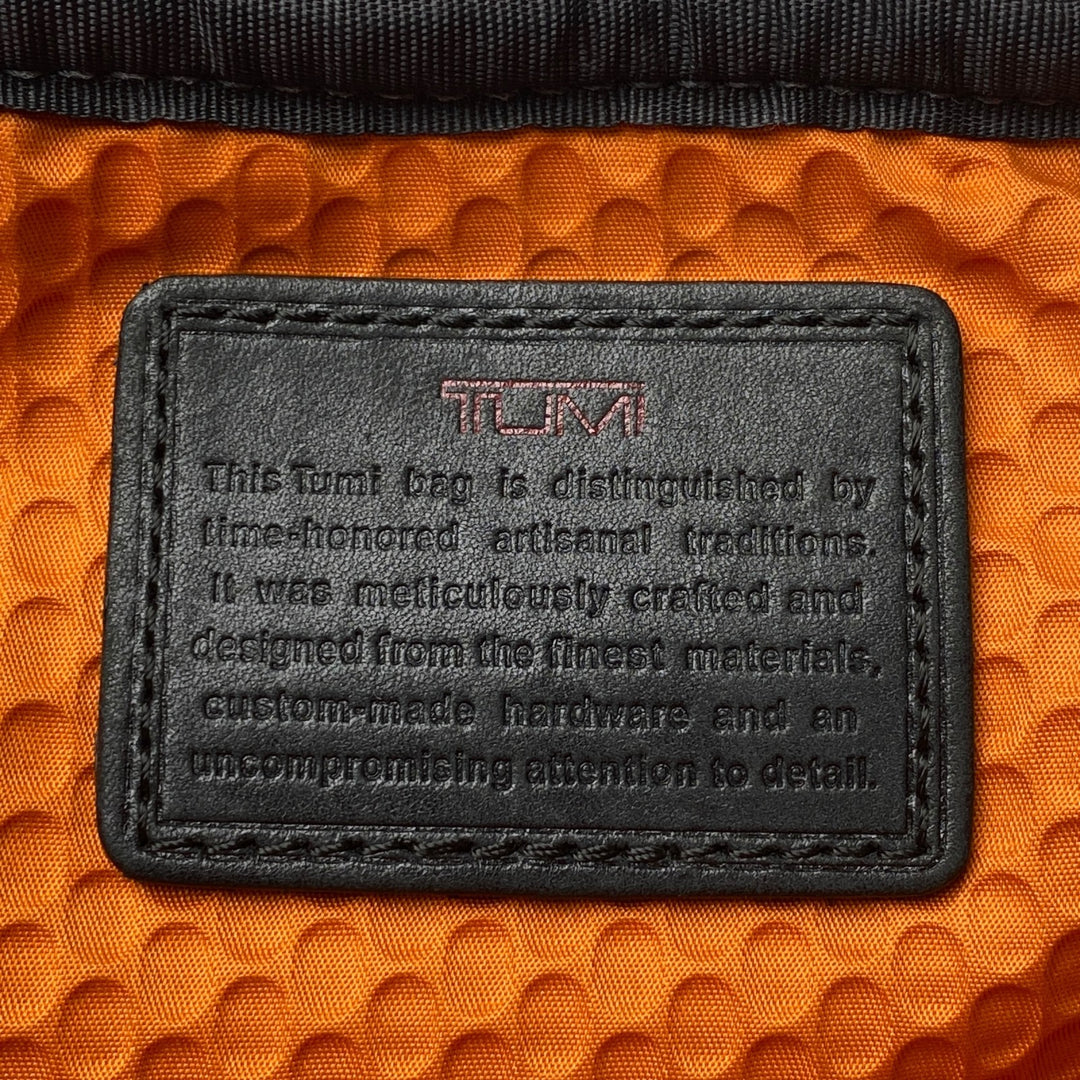 TUMI
This Tumi bag is distinguished by
time-honored artisanal traditions.
It was meticulously crafted and
designed from the finest materials,
custom-made hardware and an
uncompromising attention to detail.